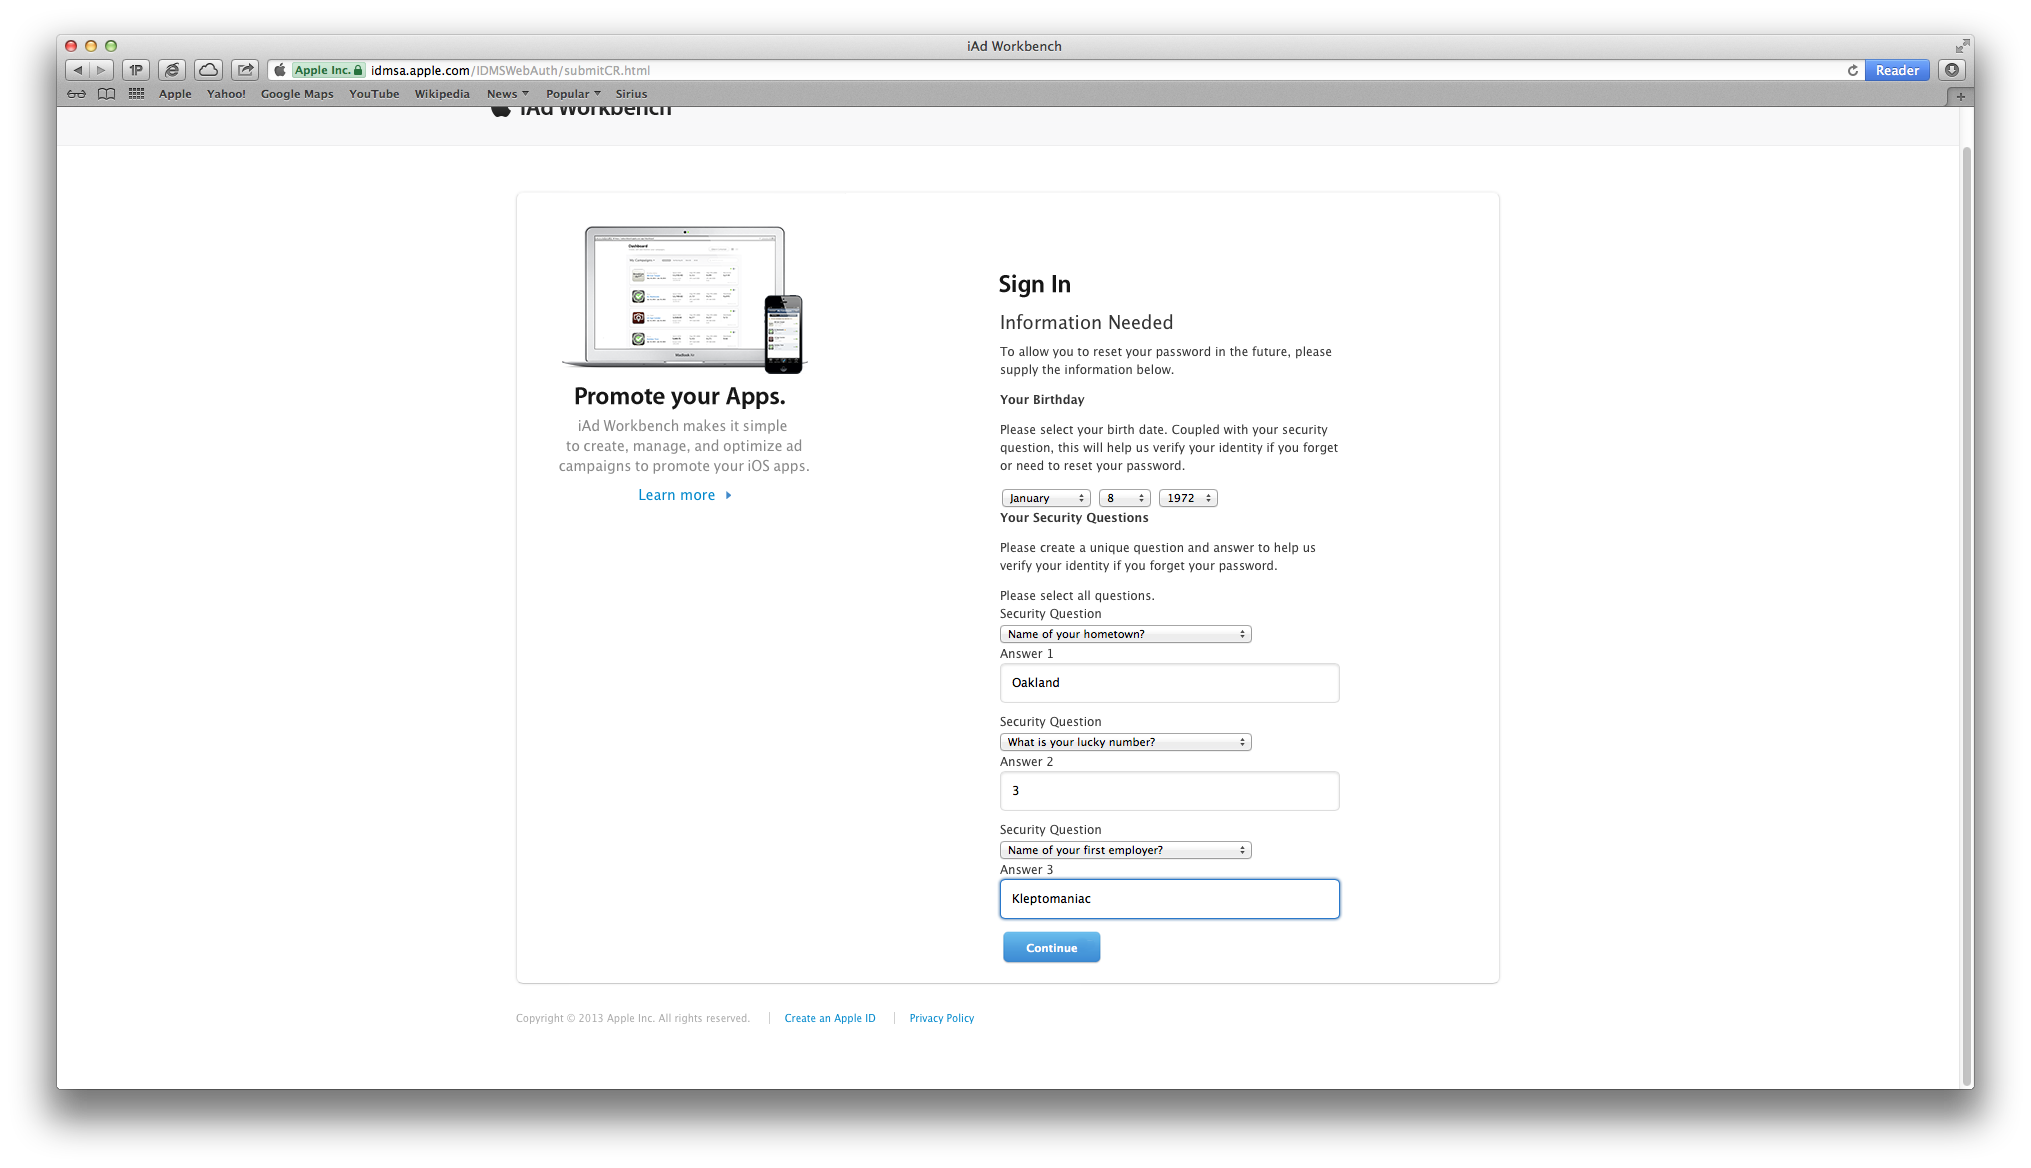 iAd Workbench
1P
Apple Inc.
idmsa.apple.com/IDMSWebAuth/submitCR.html
Reader
Apple
Yahoo!
Google Maps
YouTube
Wikipedia
News
Popular
Sirius
iAd Workbench
Dashboard
My Campaigns
MacBook Air
Promote your Apps.
iAd Workbench makes it simple
to create, manage, and optimize ad
campaigns to promote your iOS apps.
Learn more
Sign In
Information Needed
To allow you to reset your password in the future, please
supply the information below.
Your Birthday
Please select your birth date. Coupled with your security
question, this will help us verify your identity if you forget
or need to reset your password.
January 8 1972
Your Security Questions
Please create a unique question and answer to help us
verify your identity if you forget your password.
Please select all questions.
Security Question
Name of your hometown?
Answer 1
Oakland
Security Question
What is your lucky number?
Answer 2
3
Security Question
Name of your first employer?
Answer 3
Kleptomaniac
Continue
Copyright © 2013 Apple Inc. All rights reserved.
Create an Apple ID
Privacy Policy